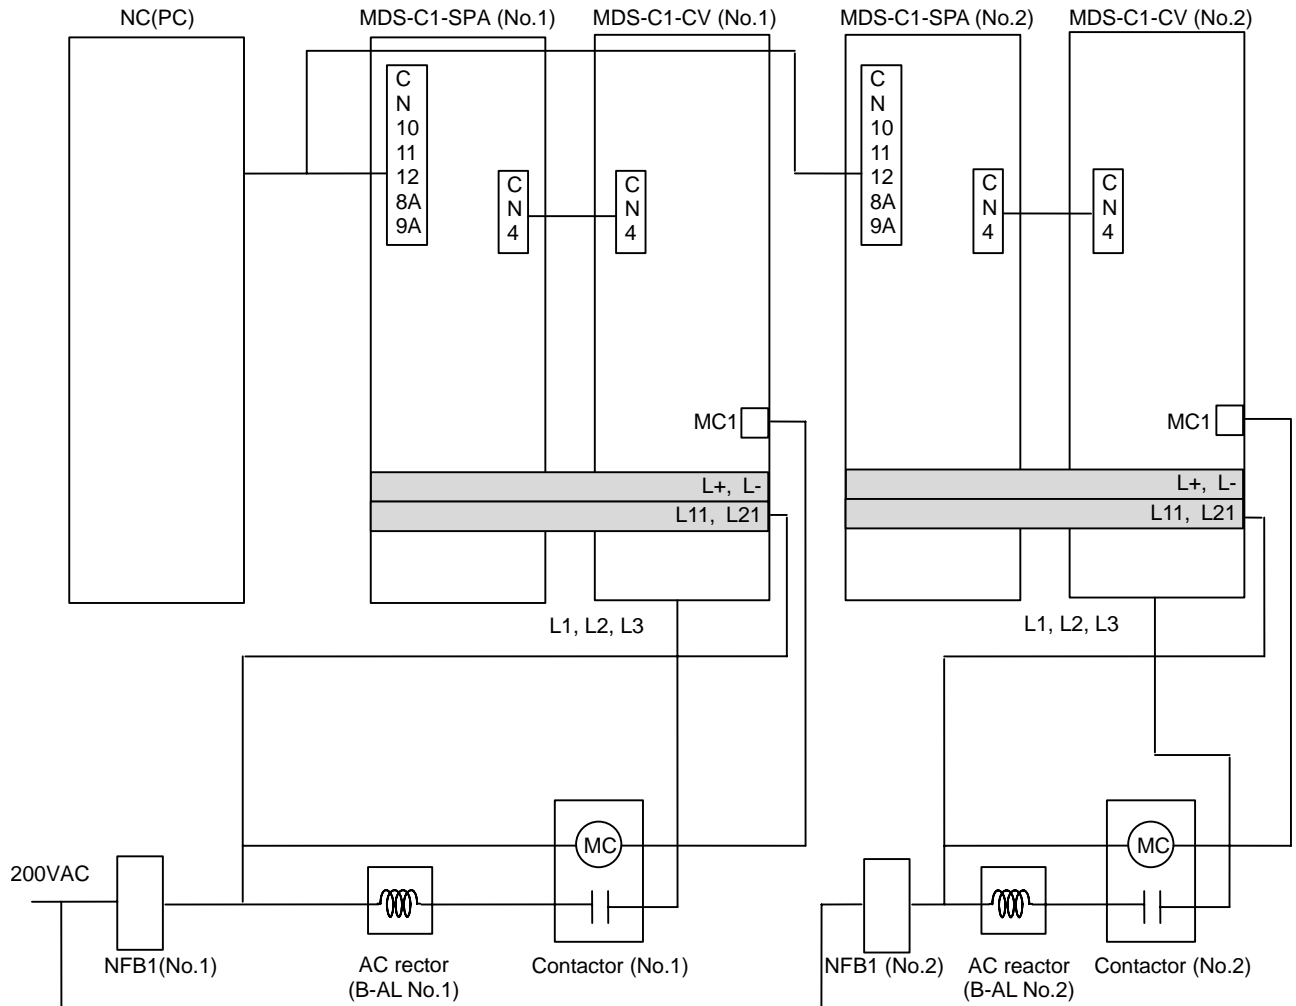 NC(PC)
MDS-C1-SPA (No.1)
MDS-C1-CV (No.1)
MDS-C1-SPA (No.2)
MDS-C1-CV (No.2)
C
N
10
11
12
8A
9A
C
N
4
C
N
4
C
N
10
11
12
8A
9A
C
N
4
C
N
4
MC1
MC1
L+, L-
L11, L21
L+, L-
L11, L21
L1, L2, L3
L1, L2, L3
MC
MC
200VAC
NFB1(No.1)
AC rector
(B-AL No.1)
Contactor (No.1)
NFB1 (No.2)
AC reactor
(B-AL No.2)
Contactor (No.2)